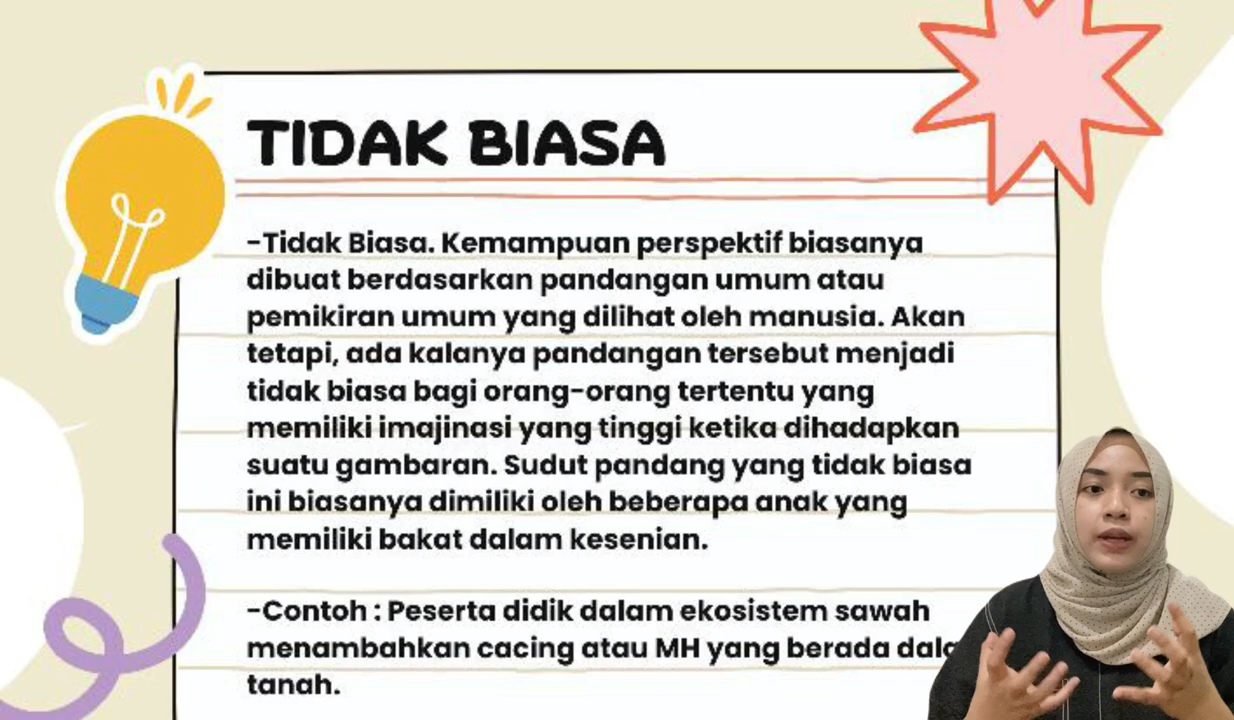 TIDAK BIASA
-Tidak Biasa. Kemampuan perspektif biasanya
dibuat berdasarkan pandangan umum atau
pemikiran umum yang dilihat oleh manusia. Akan
tetapi, ada kalanya pandangan tersebut menjadi
tidak biasa bagi orang-orang tertentu yang
memiliki imajinasi yang tinggi ketika dihadapkan
suatu gambaran. Sudut pandang yang tidak biasa
ini biasanya dimiliki oleh beberapa anak yang
memiliki bakat dalam kesenian.
-Contoh : Peserta didik dalam ekosistem sawah
menambahkan cacing atau MH yang berada
tanah.